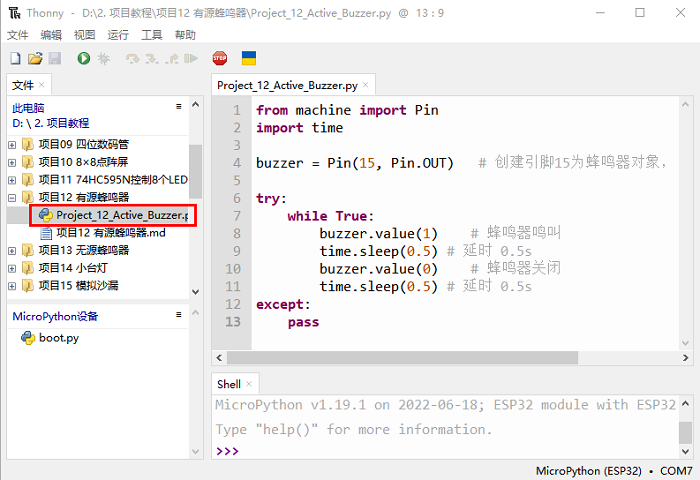 Thonny - D:\2. 项目教程\项目12 有源蜂鸣器\Project_12_Active_Buzzer.py @ 13 : 9
文件 编辑 视图 运行 工具 帮助
STOP
文件 ×
此电脑
D: \ 2. 项目教程
项目09 四位数码管
项目10 8×8点阵屏
项目11 74HC595N控制8个LED
项目12 有源蜂鸣器
Project_12_Active_Buzzer.p
项目12 有源蜂鸣器.md
项目13 无源蜂鸣器
项目14 小台灯
项目15 模拟沙漏
MicroPython设备
boot.py
Project_12_Active_Buzzer.py ×
1 from machine import Pin
2 import time
3
4 buzzer = Pin(15, Pin.OUT) # 创建引脚15为蜂鸣器对象,
5
6 try:
7 while True:
8 buzzer.value(1) # 蜂鸣器鸣叫
9 time.sleep(0.5) # 延时 0.5s
10 buzzer.value(0) # 蜂鸣器关闭
11 time.sleep(0.5) # 延时 0.5s
12 except:
13 pass
Shell ×
MicroPython v1.19.1 on 2022-06-18; ESP32 module with ESP32
Type "help()" for more information.
>>>
MicroPython (ESP32) • COM7